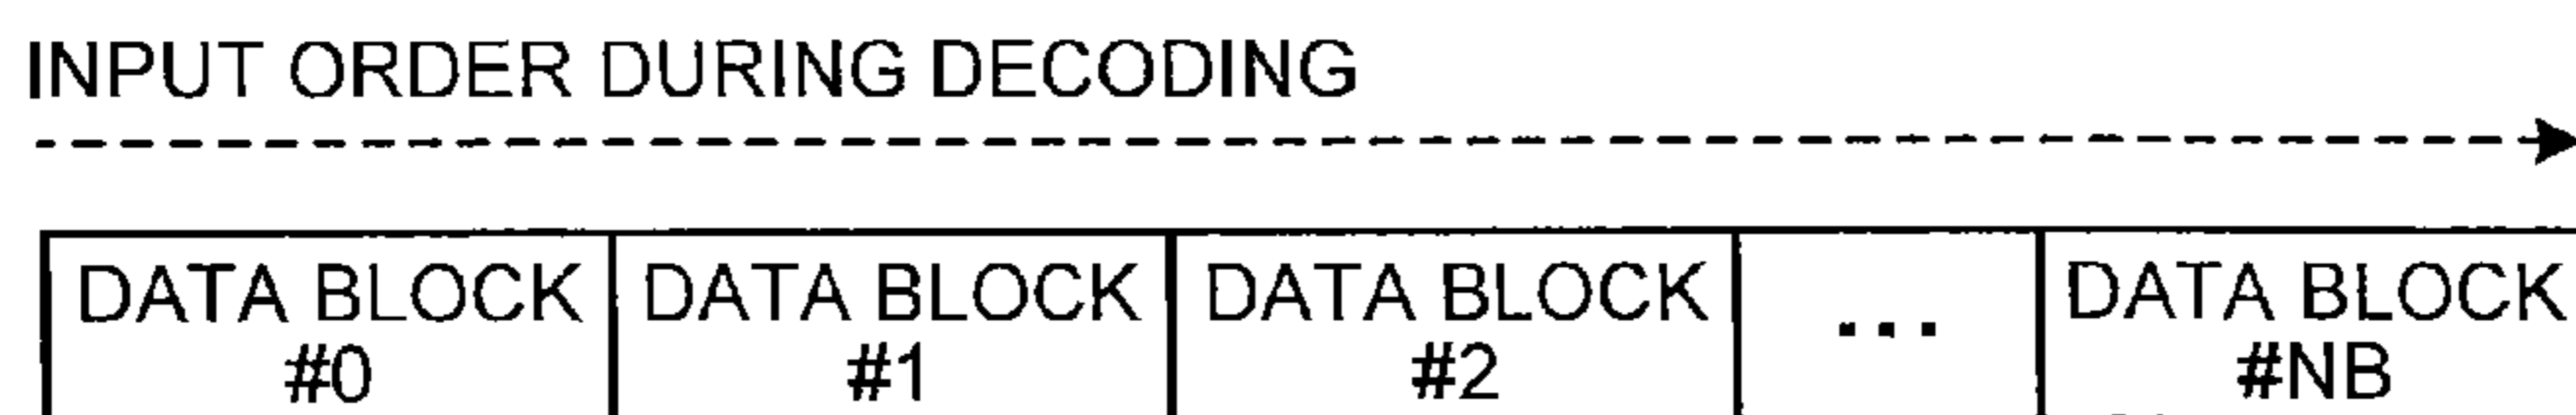 INPUT ORDER DURING DECODING
DATA BLOCK DATA BLOCK DATA BLOCK ... DATA BLOCK
#0 #1 #2 #NB